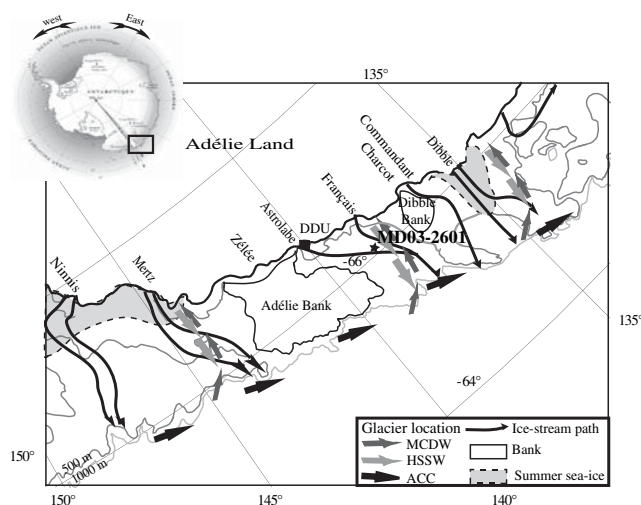 west
East
ANTARCTIQUE
135°
Adélie Land
Dibble
Commandant
Charcot
Français
DDU
Astrolabe
Zélée
Mertz
Ninnis
Dibble
Bank
MD03-2601
-66°
Adélie Bank
135°
-64°
500 m
1000 m
Glacier location
MCDW
HSSW
ACC
Ice-stream path
Bank
Summer sea-ice
150°
150°
145°
140°